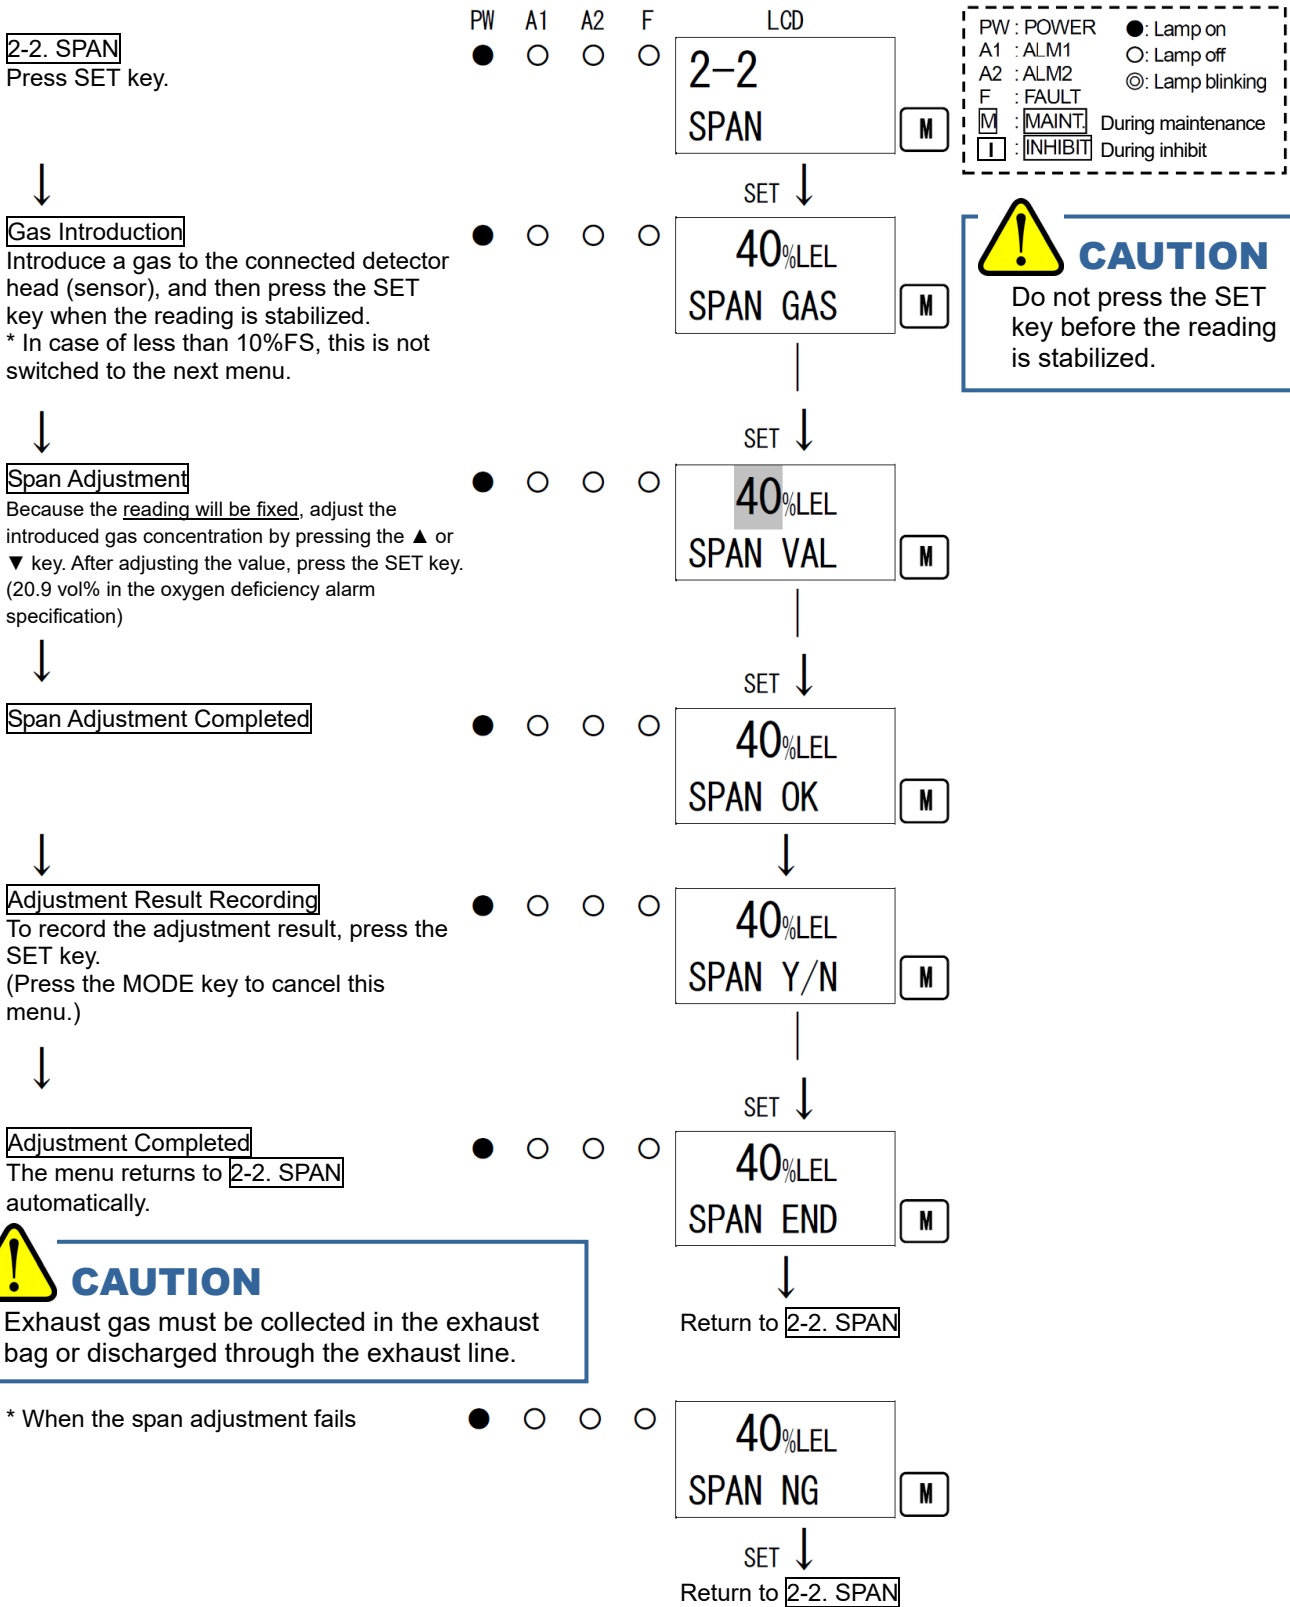 PW A1 A2 F LCD
2-2. SPAN
Press SET key.
● ○ ○ ○
2-2
SPAN
M
PW : POWER ●: Lamp on
A1 : ALM1 ○: Lamp off
A2 : ALM2 ◎: Lamp blinking
F : FAULT
M : MAINT. During maintenance
I : INHIBIT During inhibit
↓
SET ↓
Gas Introduction
Introduce a gas to the connected detector
head (sensor), and then press the SET
key when the reading is stabilized.
* In case of less than 10%FS, this is not
switched to the next menu.
● ○ ○ ○
40%LEL
SPAN GAS
M
CAUTION
Do not press the SET
key before the reading
is stabilized.
↓
SET ↓
Span Adjustment
Because the reading will be fixed, adjust the
introduced gas concentration by pressing the ▲ or
▼ key. After adjusting the value, press the SET key.
(20.9 vol% in the oxygen deficiency alarm
specification)
● ○ ○ ○
40%LEL
SPAN VAL
M
↓
SET ↓
Span Adjustment Completed
● ○ ○ ○
40%LEL
SPAN OK
M
↓
↓
Adjustment Result Recording
To record the adjustment result, press the
SET key.
(Press the MODE key to cancel this
menu.)
● ○ ○ ○
40%LEL
SPAN Y/N
M
↓
SET ↓
Adjustment Completed
The menu returns to 2-2. SPAN
automatically.
● ○ ○ ○
40%LEL
SPAN END
M
↓
Return to 2-2. SPAN
CAUTION
Exhaust gas must be collected in the exhaust
bag or discharged through the exhaust line.
* When the span adjustment fails
● ○ ○ ○
40%LEL
SPAN NG
M
SET ↓
Return to 2-2. SPAN